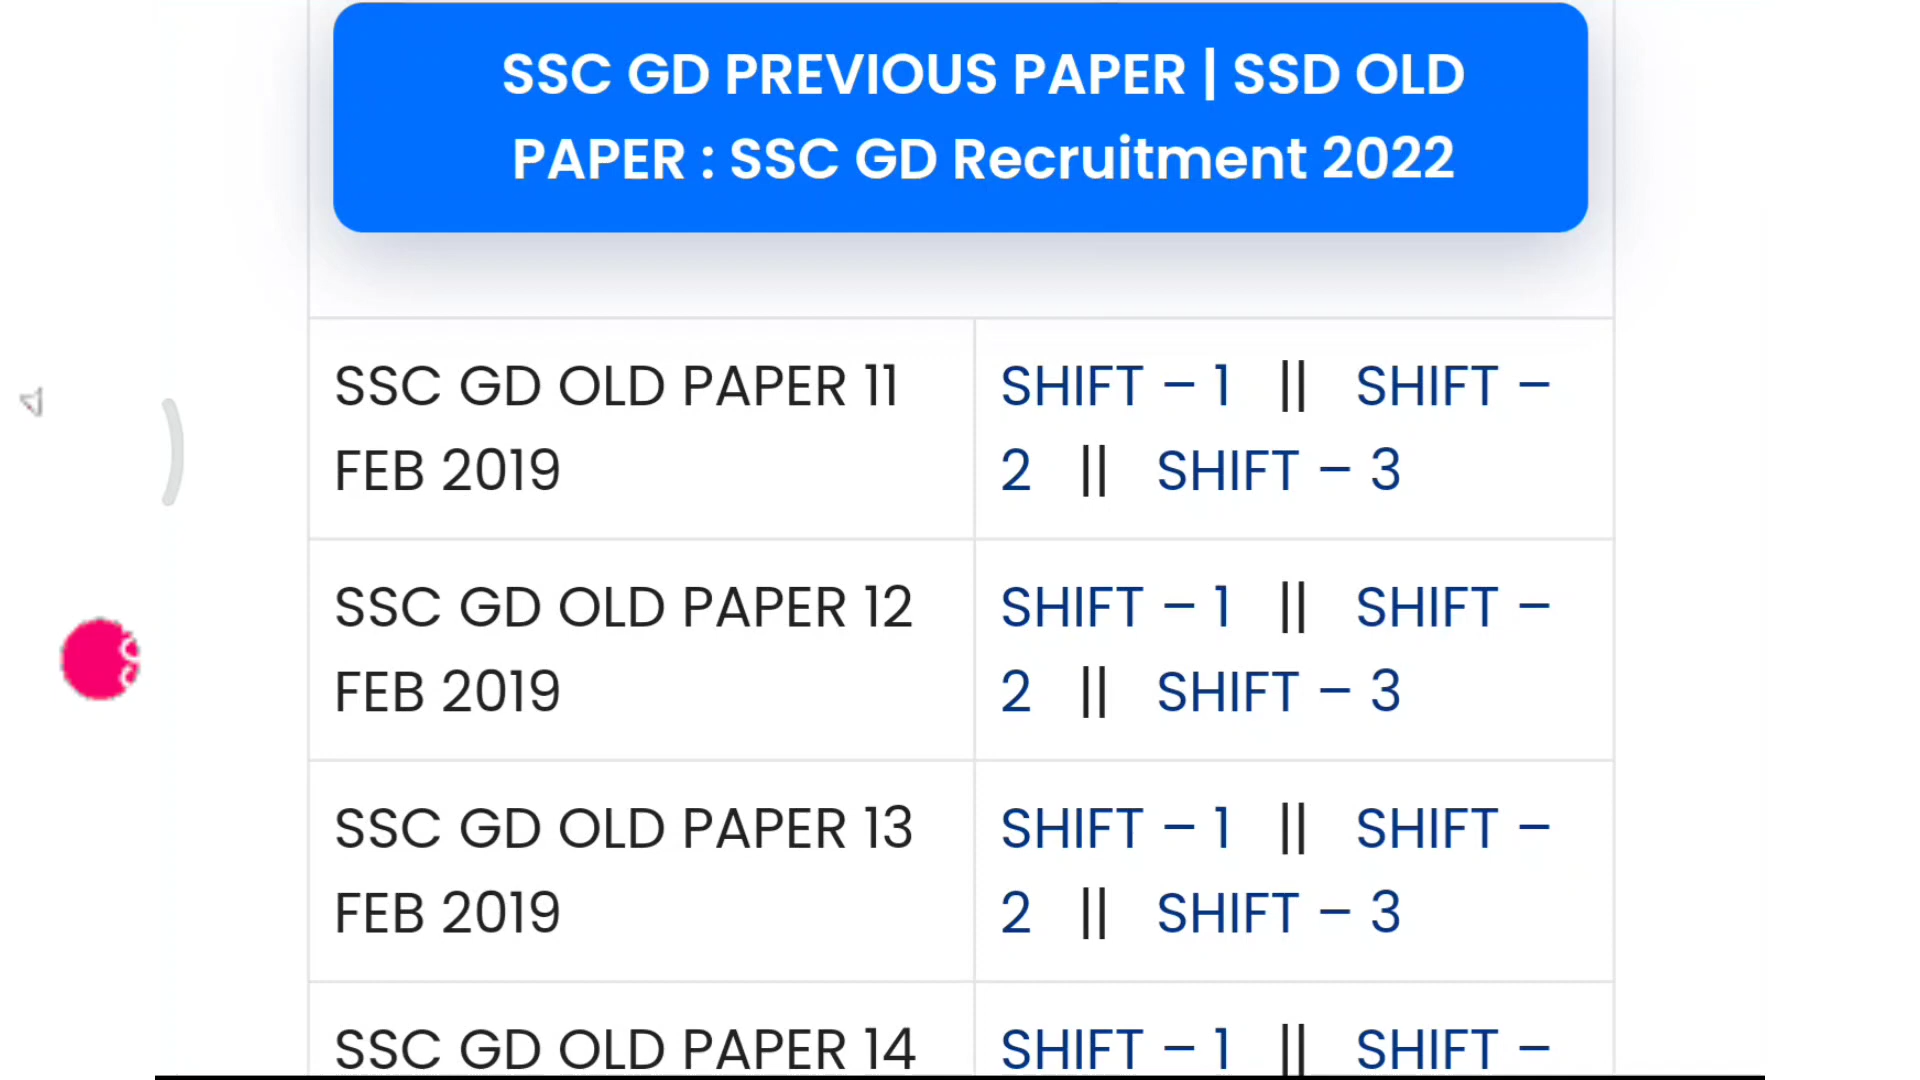 SSC GD PREVIOUS PAPER | SSD OLD
PAPER : SSC GD Recruitment 2022
SSC GD OLD PAPER 11
FEB 2019
SHIFT – 1 || SHIFT –
2 || SHIFT – 3
SSC GD OLD PAPER 12
FEB 2019
SHIFT – 1 || SHIFT –
2 || SHIFT – 3
SSC GD OLD PAPER 13
FEB 2019
SHIFT – 1 || SHIFT –
2 || SHIFT – 3
SSC GD OLD PAPER 14
SHIFT – 1 || SHIFT –